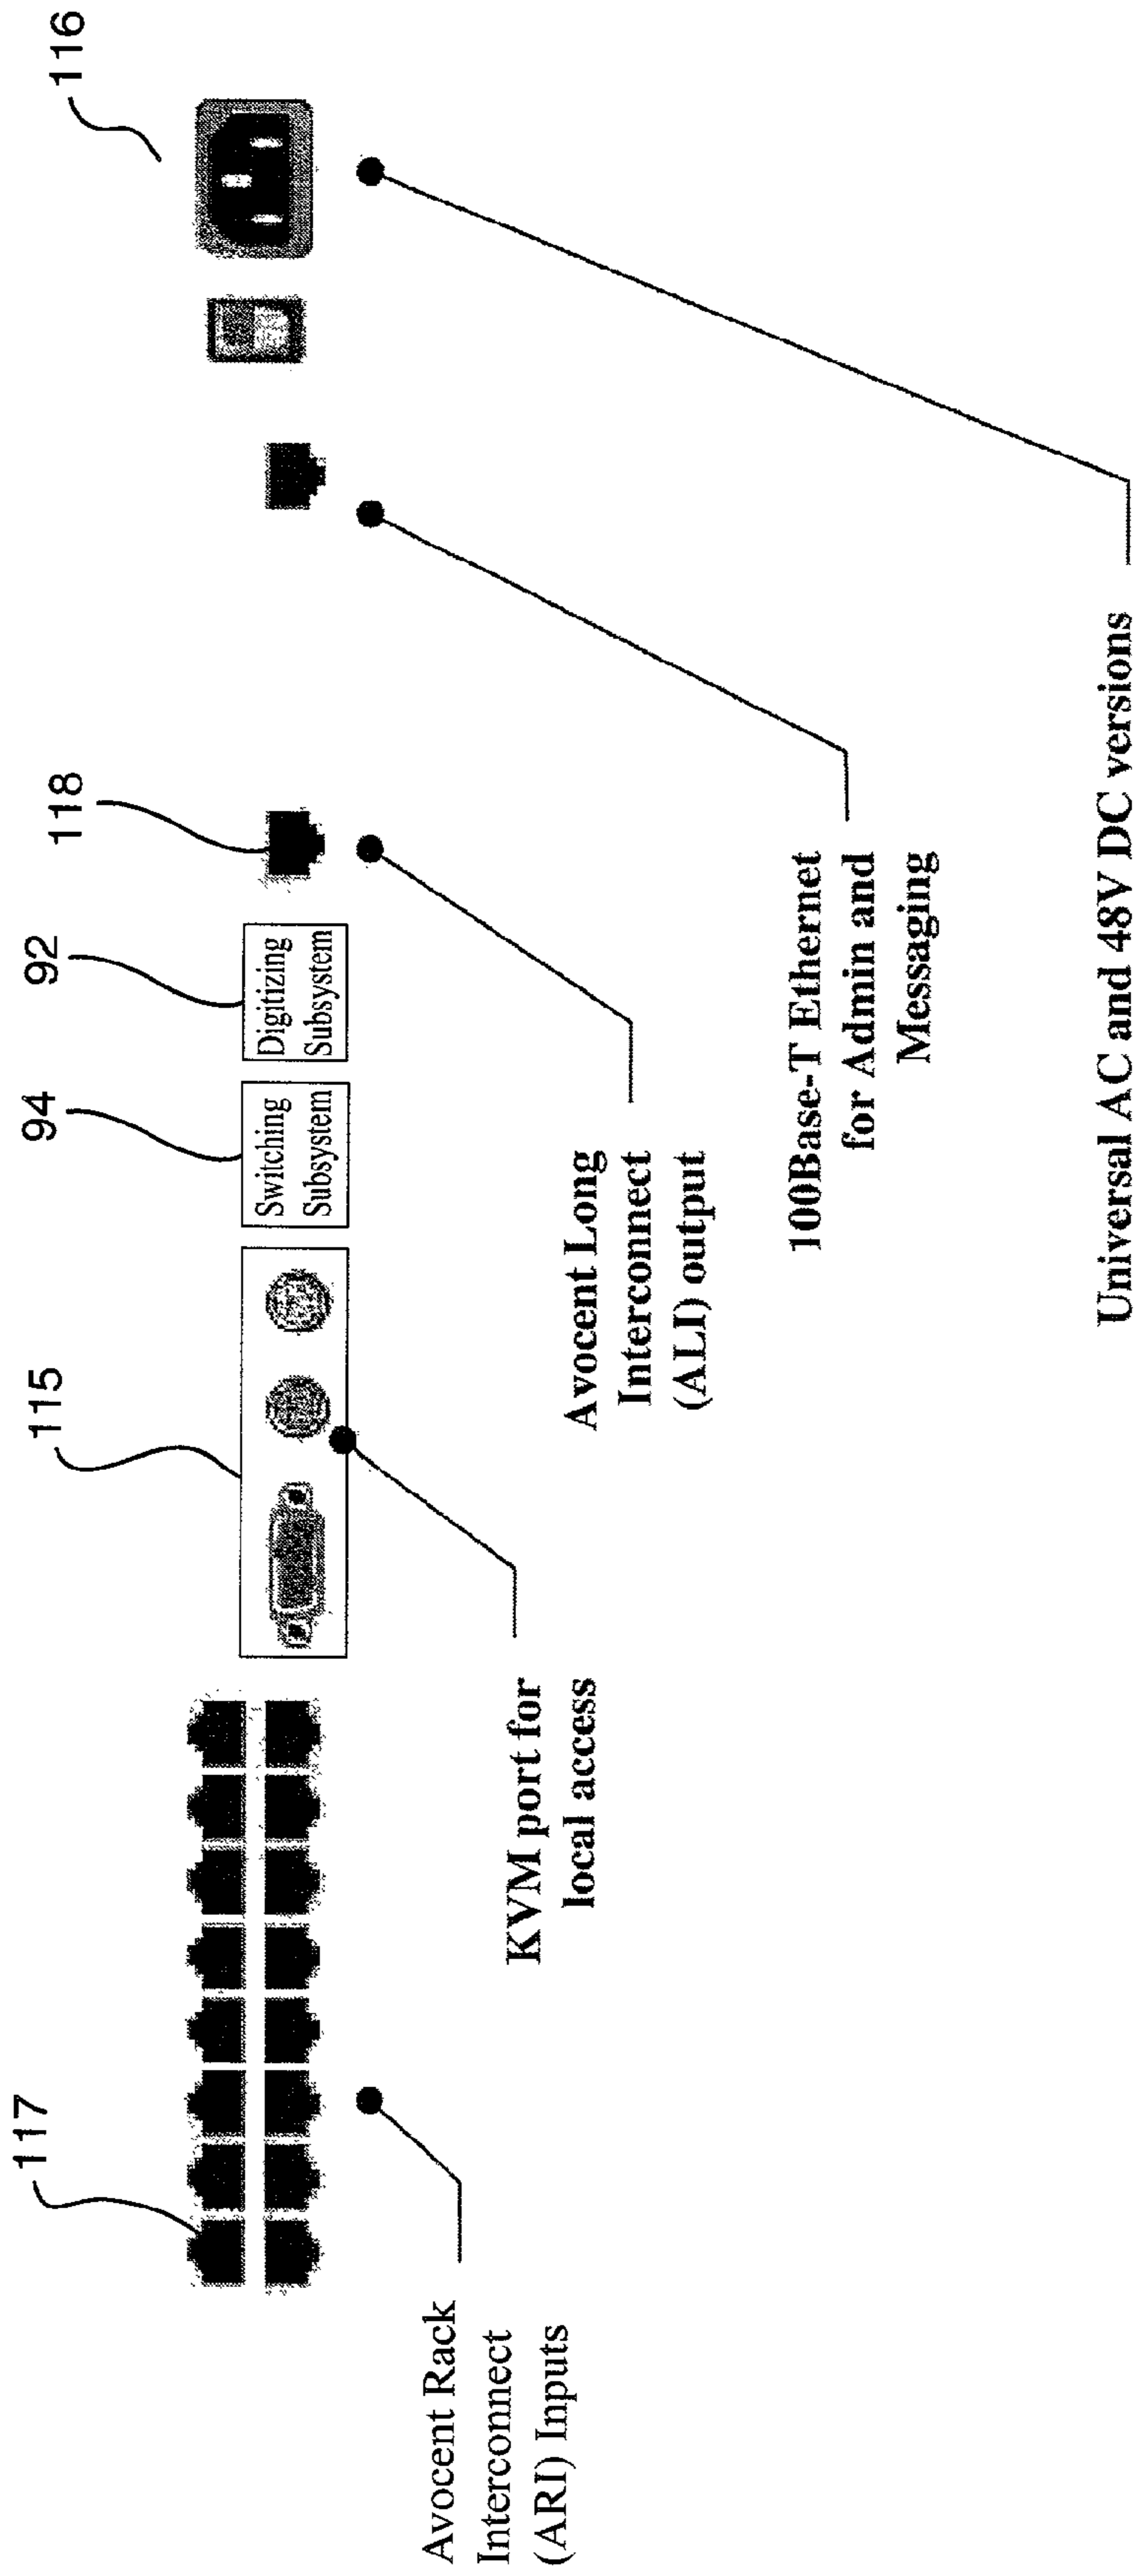 117
115
94
92
118
116
Switching
Subsystem
Digitizing
Subsystem
Avocent Rack
Interconnect
(ARI) Inputs
KVM port for
local access
Avocent Long
Interconnect
(ALI) output
100Base-T Ethernet
for Admin and
Messaging
Universal AC and 48V DC versions